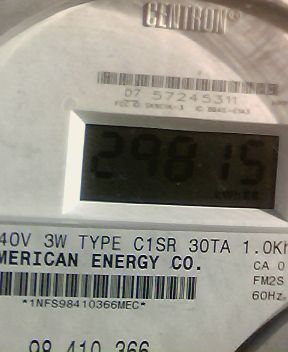 CENTRON®
07 57245311
29815
40V 3W TYPE C1SR 30TA 1.0Kh
MERICAN ENERGY CO.
CA 0
FM2S
60Hz
*1NFS98410366MEC*
98 410 366